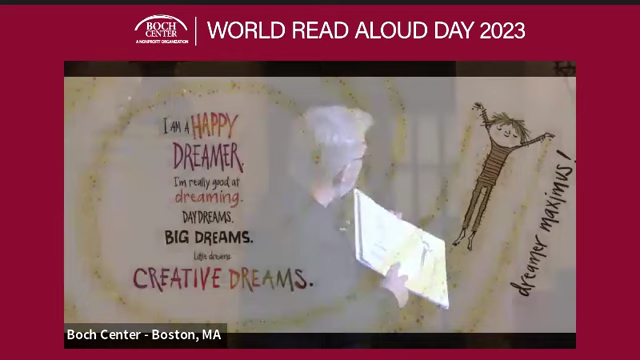 BOCH
CENTER
A NONPROFIT ORGANIZATION
WORLD READ ALOUD DAY 2023
I AM A HAPPY
DREAMER.
I'm really good at
dreaming.
DAYDREAMS.
BIG DREAMS.
little dreams
CREATIVE DREAMS.
dreamer maximus!
Boch Center - Boston, MA